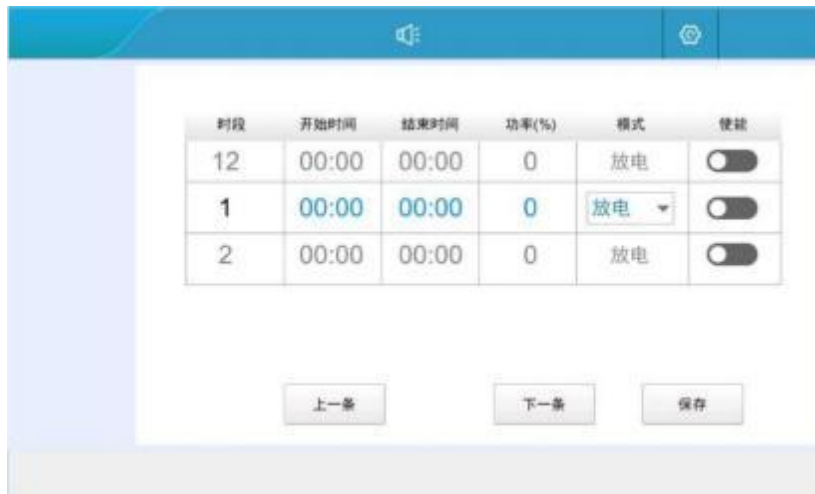 时段 开始时间 结束时间 功率(%) 模式 使能
12 00:00 00:00 0 放电
1 00:00 00:00 0 放电
2 00:00 00:00 0 放电
上一条 下一条 保存